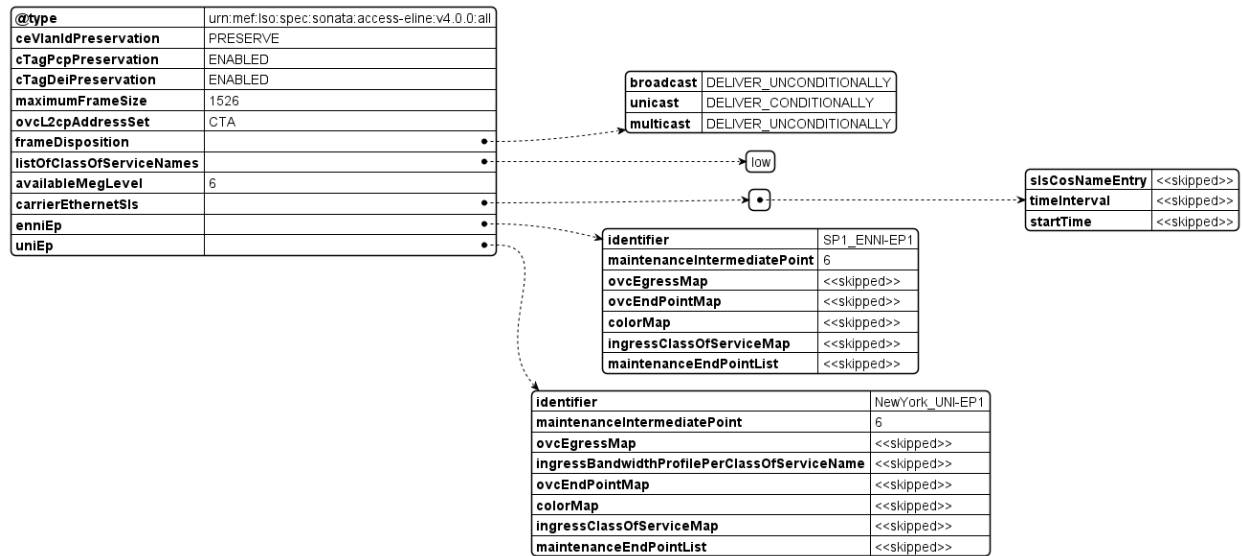 @type urn:mef:lso:spec:sonata:access-eline:v4.0.0:all
ceVlanIdPreservation PRESERVE
cTagPcpPreservation ENABLED
cTagDeiPreservation ENABLED
maximumFrameSize 1526
ovcL2cpAddressSet CTA
frameDisposition
listOfClassOfServiceNames
availableMegLevel 6
carrierEthernetSls
enniEp
uniEp
broadcast DELIVER_UNCONDITIONALLY
unicast DELIVER_CONDITIONALLY
multicast DELIVER_UNCONDITIONALLY
low
slsCosNameEntry <<skipped>>
timeInterval <<skipped>>
startTime <<skipped>>
identifier SP1_ENNI-EP1
maintenanceIntermediatePoint 6
ovcEgressMap <<skipped>>
ovcEndPointMap <<skipped>>
colorMap <<skipped>>
ingressClassOfServiceMap <<skipped>>
maintenanceEndPointList <<skipped>>
identifier NewYork_UNI-EP1
maintenanceIntermediatePoint 6
ovcEgressMap <<skipped>>
ingressBandwidthProfilePerClassOfServiceName <<skipped>>
ovcEndPointMap <<skipped>>
colorMap <<skipped>>
ingressClassOfServiceMap <<skipped>>
maintenanceEndPointList <<skipped>>